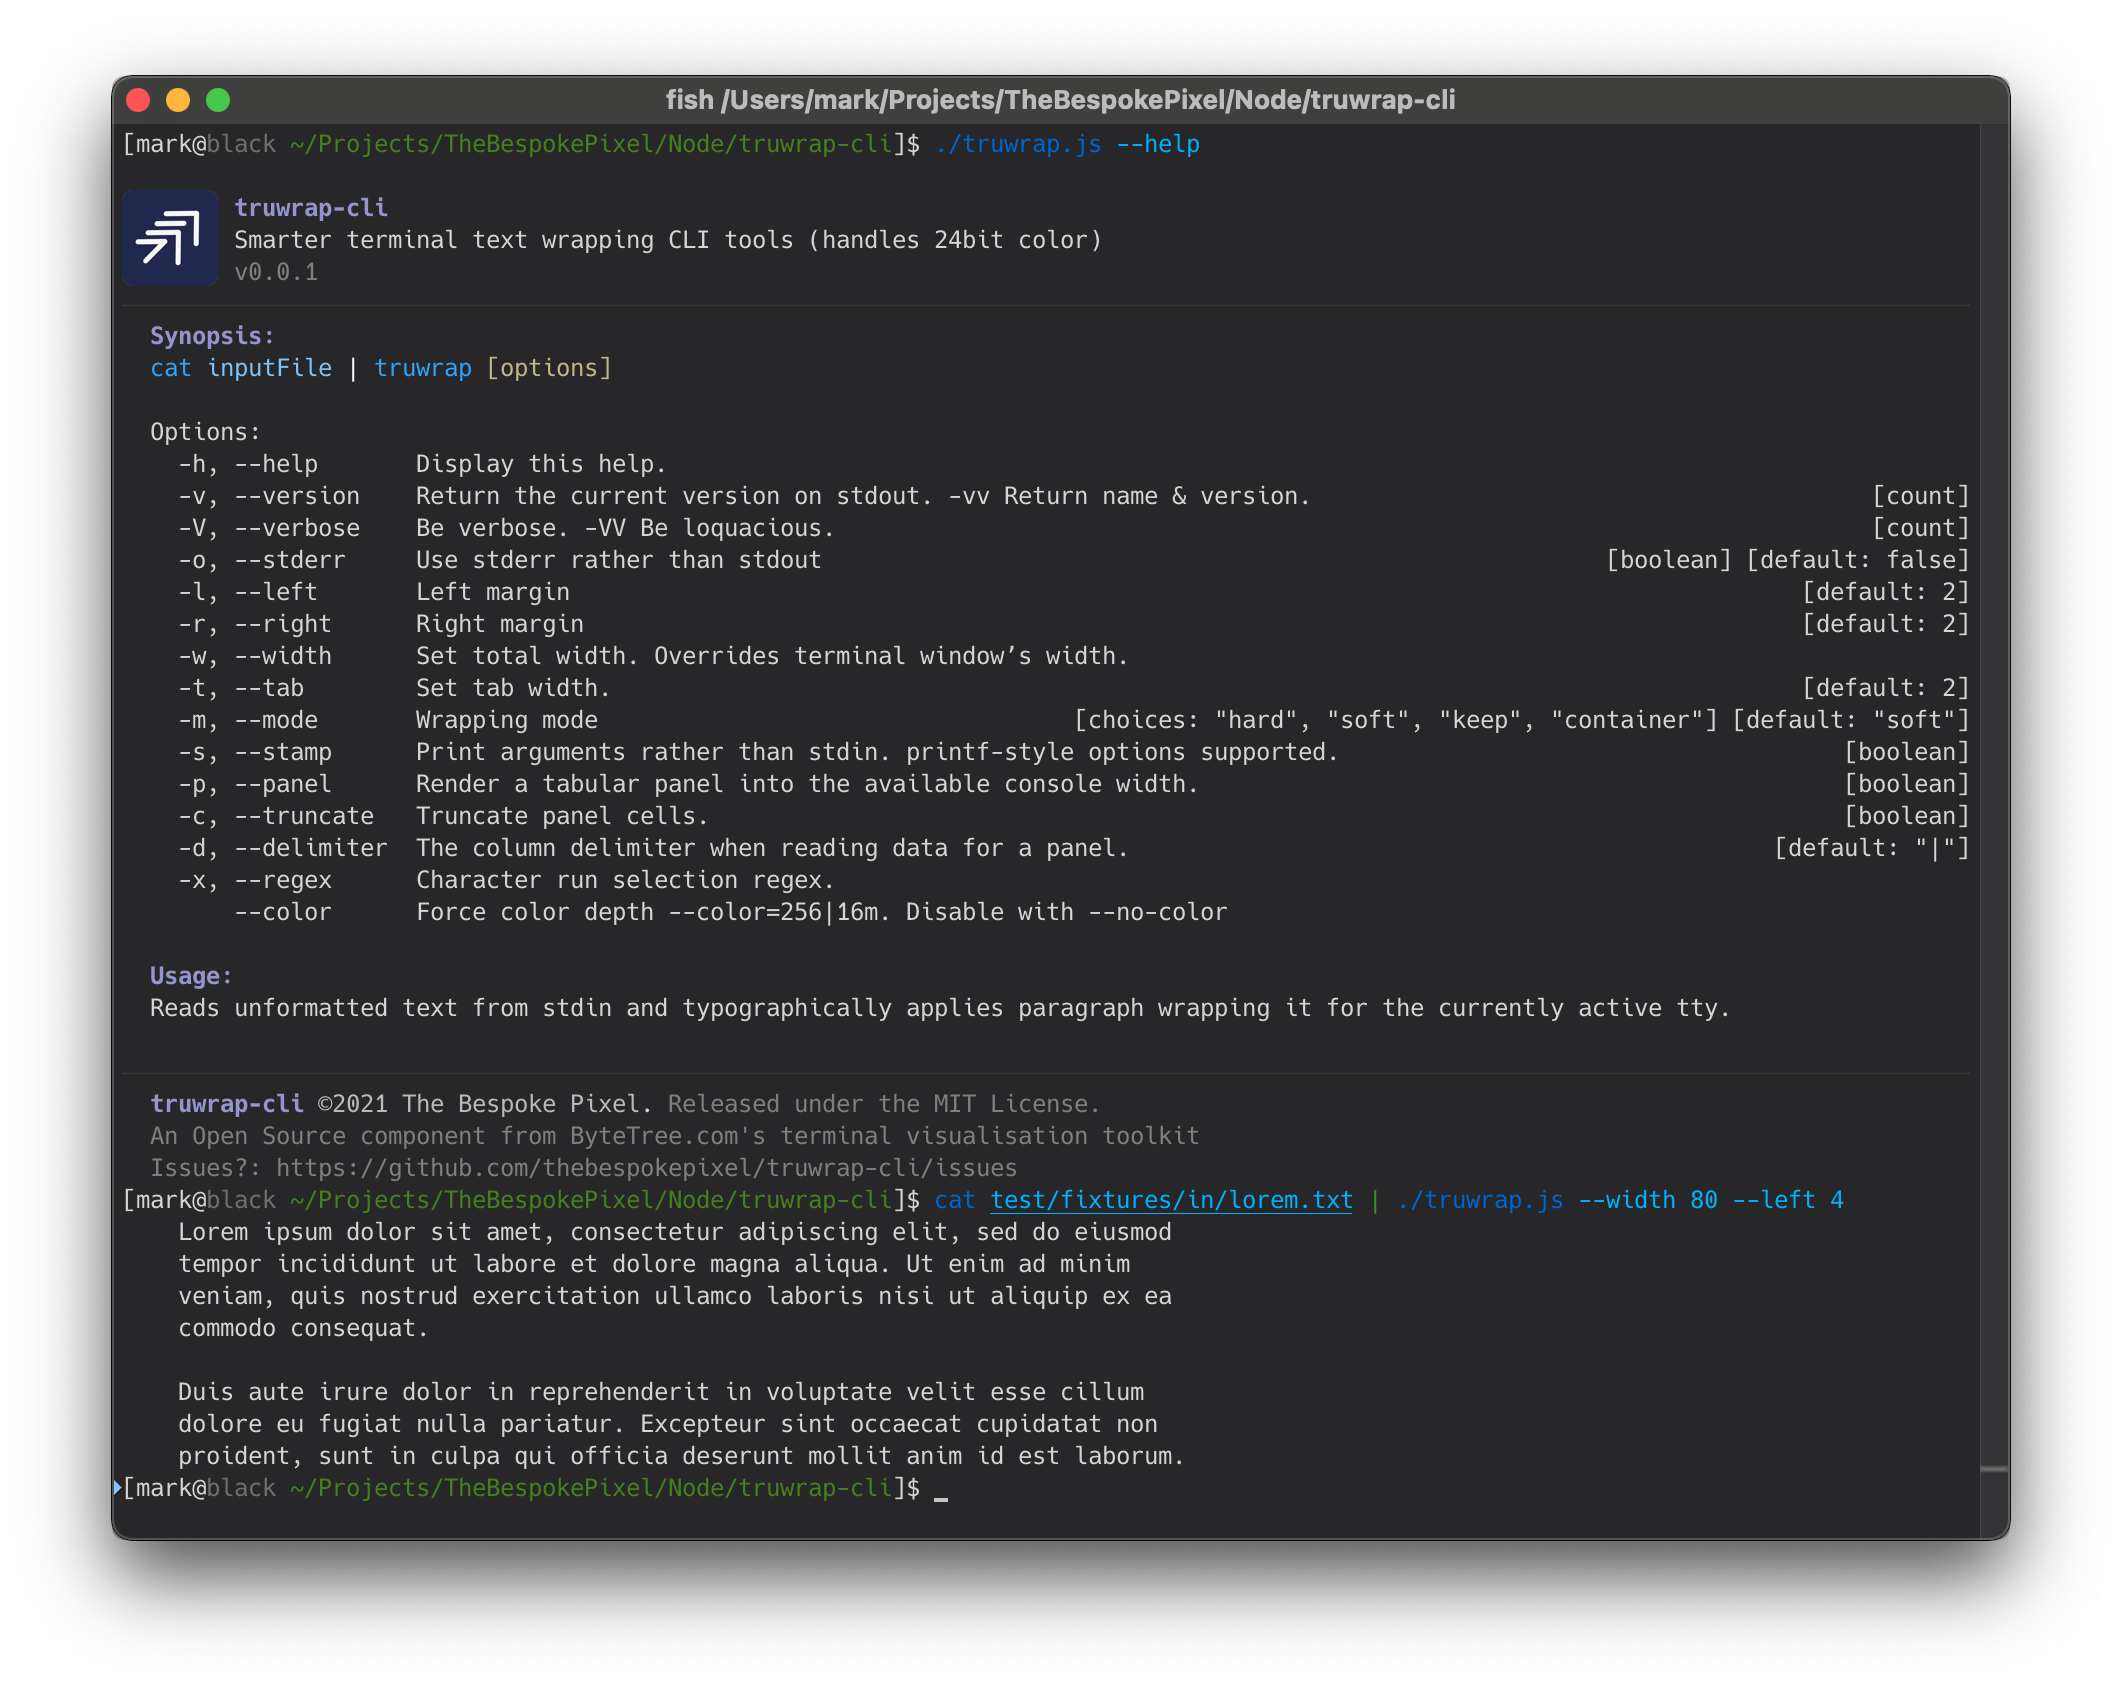 fish /Users/mark/Projects/TheBespokePixel/Node/truwrap-cli
[mark@black ~/Projects/TheBespokePixel/Node/truwrap-cli]$ ./truwrap.js --help
truwrap-cli
Smarter terminal text wrapping CLI tools (handles 24bit color)
v0.0.1
Synopsis:
cat inputFile | truwrap [options]
Options:
-h, --help Display this help.
-v, --version Return the current version on stdout. -vv Return name & version. [count]
-V, --verbose Be verbose. -VV Be loquacious. [count]
-o, --stderr Use stderr rather than stdout [boolean] [default: false]
-l, --left Left margin [default: 2]
-r, --right Right margin [default: 2]
-w, --width Set total width. Overrides terminal window’s width.
-t, --tab Set tab width. [default: 2]
-m, --mode Wrapping mode [choices: "hard", "soft", "keep", "container"] [default: "soft"]
-s, --stamp Print arguments rather than stdin. printf-style options supported. [boolean]
-p, --panel Render a tabular panel into the available console width. [boolean]
-c, --truncate Truncate panel cells. [boolean]
-d, --delimiter The column delimiter when reading data for a panel. [default: "|"]
-x, --regex Character run selection regex.
--color Force color depth --color=256|16m. Disable with --no-color
Usage:
Reads unformatted text from stdin and typographically applies paragraph wrapping it for the currently active tty.
truwrap-cli ©2021 The Bespoke Pixel. Released under the MIT License.
An Open Source component from ByteTree.com's terminal visualisation toolkit
Issues?: https://github.com/thebespokepixel/truwrap-cli/issues
[mark@black ~/Projects/TheBespokePixel/Node/truwrap-cli]$ cat test/fixtures/in/lorem.txt | ./truwrap.js --width 80 --left 4
Lorem ipsum dolor sit amet, consectetur adipiscing elit, sed do eiusmod
tempor incididunt ut labore et dolore magna aliqua. Ut enim ad minim
veniam, quis nostrud exercitation ullamco laboris nisi ut aliquip ex ea
commodo consequat.
Duis aute irure dolor in reprehenderit in voluptate velit esse cillum
dolore eu fugiat nulla pariatur. Excepteur sint occaecat cupidatat non
proident, sunt in culpa qui officia deserunt mollit anim id est laborum.
[mark@black ~/Projects/TheBespokePixel/Node/truwrap-cli]$ _